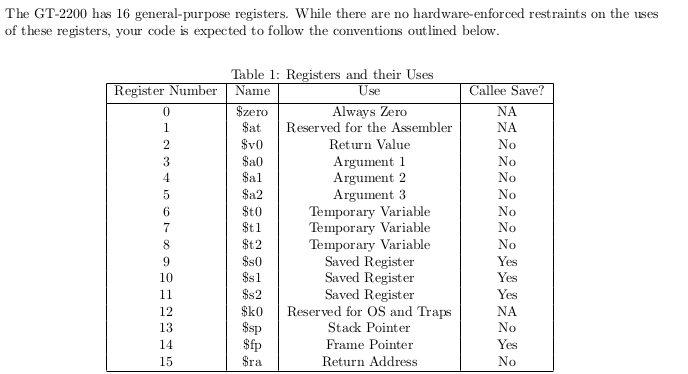 The GT-2200 has 16 general-purpose registers. While there are no hardware-enforced restraints on the uses
of these registers, your code is expected to follow the conventions outlined below.
Table 1: Registers and their Uses
Register Number Name Use Callee Save?
0 $zero Always Zero NA
1 $at Reserved for the Assembler NA
2 $v0 Return Value No
3 $a0 Argument 1 No
4 $a1 Argument 2 No
5 $a2 Argument 3 No
6 $t0 Temporary Variable No
7 $t1 Temporary Variable No
8 $t2 Temporary Variable No
9 $s0 Saved Register Yes
10 $s1 Saved Register Yes
11 $s2 Saved Register Yes
12 $k0 Reserved for OS and Traps NA
13 $sp Stack Pointer No
14 $fp Frame Pointer Yes
15 $ra Return Address No